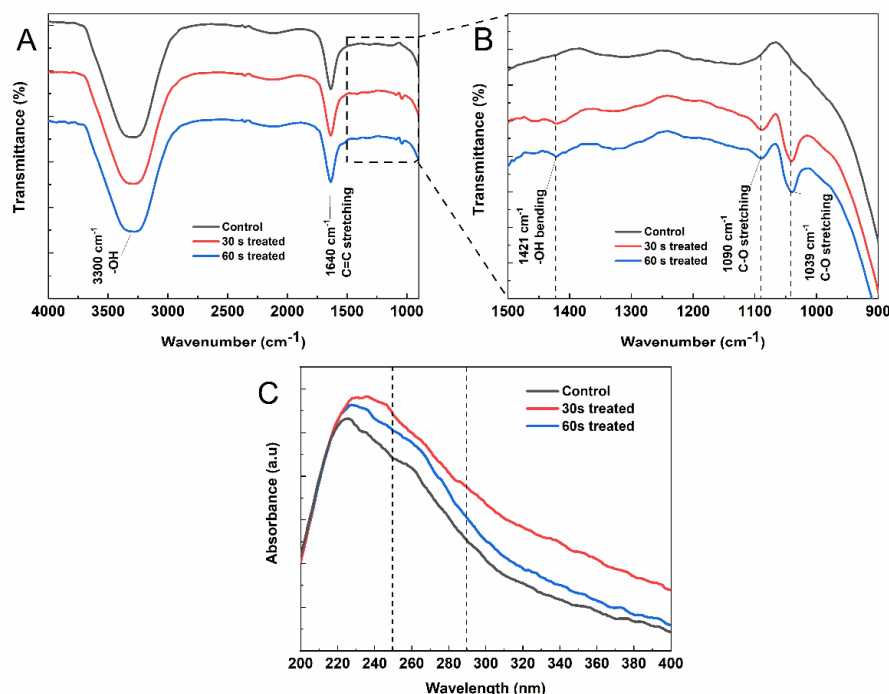 A
Transmittance (%)
3300 cm-1
-OH
Control
30 s treated
60 s treated
1640 cm-1
C=C stretching
4000 3500 3000 2500 2000 1500 1000
Wavenumber (cm-1)
B
Transmittance (%)
1421 cm-1
-OH bending
Control
30 s treated
60 s treated
1090 cm-1
C-O stretching
1039 cm-1
C-O stretching
1500 1400 1300 1200 1100 1000 900
Wavenumber (cm-1)
C
Absorbance (a.u)
Control
30s treated
60s treated
200 220 240 260 280 300 320 340 360 380 400
Wavelength (nm)